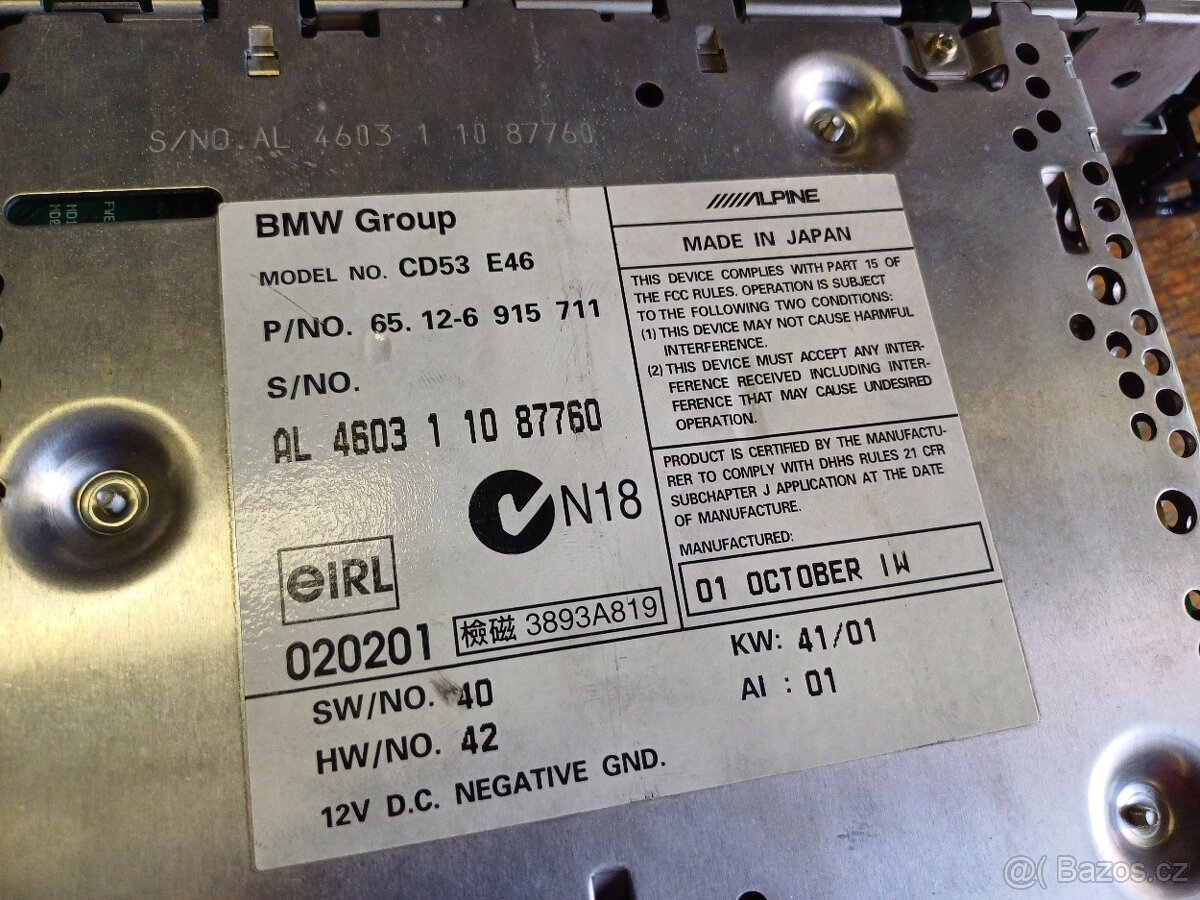 S/NO. AL 4603 1 10 87760
BMW Group
MODEL NO. CD53 E46
P/NO. 65. 12-6 915 711
S/NO.
AL 4603 1 10 87760
N18
eIRL
020201
檢磁 3893A819
ALPINE
MADE IN JAPAN
THIS DEVICE COMPLIES WITH PART 15 OF
THE FCC RULES. OPERATION IS SUBJECT
TO THE FOLLOWING TWO CONDITIONS:
(1) THIS DEVICE MAY NOT CAUSE HARMFUL
INTERFERENCE.
(2) THIS DEVICE MUST ACCEPT ANY INTER-
FERENCE RECEIVED INCLUDING INTER-
FERENCE THAT MAY CAUSE UNDESIRED
OPERATION.
PRODUCT IS CERTIFIED BY THE MANUFACTU-
RER TO COMPLY WITH DHHS RULES 21 CFR
SUBCHAPTER J APPLICATION AT THE DATE
OF MANUFACTURE.
MANUFACTURED:
01 OCTOBER IW
SW/NO. 40
HW/NO. 42
12V D.C. NEGATIVE GND.
KW: 41/01
AI : 01
@( Bazos.cz